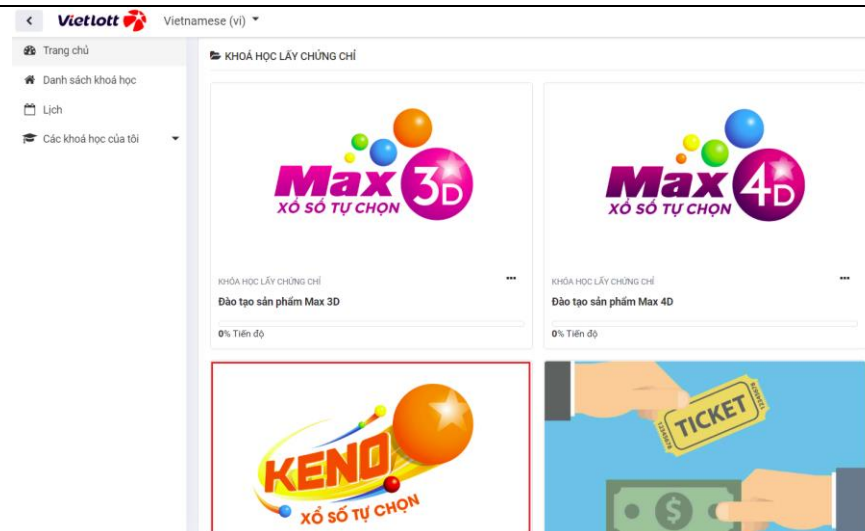 Vietlott
Vietnamese (vi)
Trang chủ
Danh sách khoá học
Lịch
Các khoá học của tôi
KHOÁ HỌC LẤY CHỨNG CHỈ
Max 3D
XỔ SỐ TỰ CHỌN
KHÓA HỌC LẤY CHỨNG CHỈ
Đào tạo sản phẩm Max 3D
0% Tiến độ
Max 4D
XỔ SỐ TỰ CHỌN
KHÓA HỌC LẤY CHỨNG CHỈ
Đào tạo sản phẩm Max 4D
0% Tiến độ
KENO
XỔ SỐ TỰ CHỌN
TICKET
$